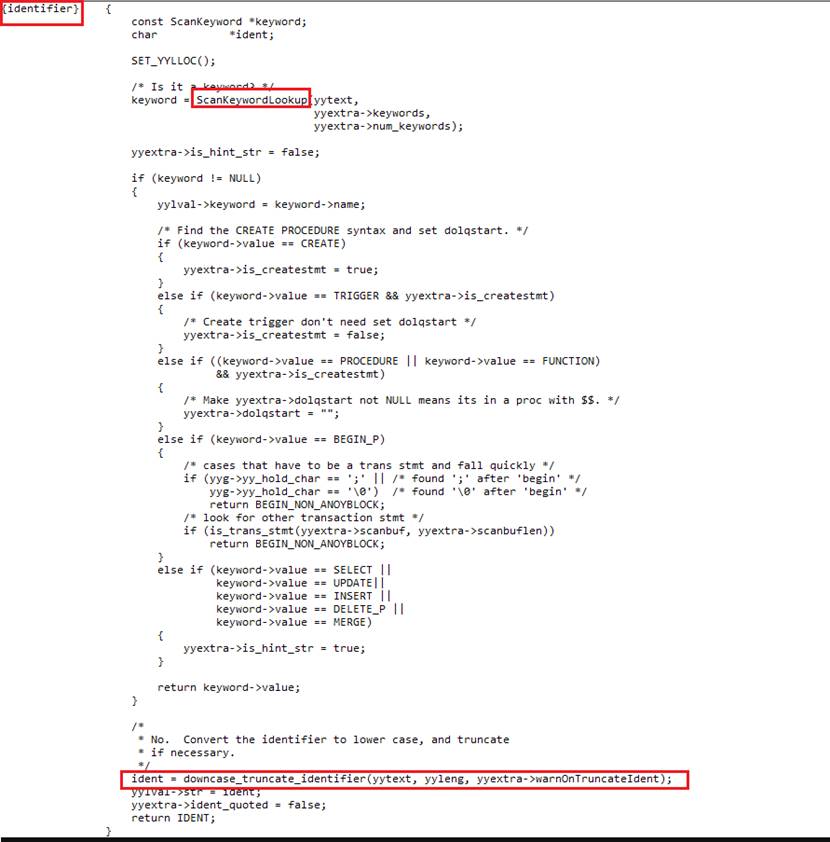 {identifier}    {
                    const ScanKeyword *keyword;
                    char           *ident;

                    SET_YYLLOC();

                    /* Is it a keyword? */
                    keyword = ScanKeywordLookup(yytext,
                                                yyextra->keywords,
                                                yyextra->num_keywords);

                    yyextra->is_hint_str = false;

                    if (keyword != NULL)
                    {
                        yylval->keyword = keyword->name;

                        /* Find the CREATE PROCEDURE syntax and set dolqstart. */
                        if (keyword->value == CREATE)
                        {
                            yyextra->is_createstmt = true;
                        }
                        else if (keyword->value == TRIGGER && yyextra->is_createstmt)
                        {
                            /* Create trigger don't need set dolqstart */
                            yyextra->is_createstmt = false;
                        }
                        else if ((keyword->value == PROCEDURE || keyword->value == FUNCTION)
                                 && yyextra->is_createstmt)
                        {
                            /* Make yyextra->dolqstart not NULL means its in a proc with $$. */
                            yyextra->dolqstart = "";
                        }
                        else if (keyword->value == BEGIN_P)
                        {
                            /* cases that have to be a trans stmt and fall quickly */
                            if (yyg->yy_hold_char == ';' || /* found ';' after 'begin' */
                                yyg->yy_hold_char == '\0')  /* found '\0' after 'begin' */
                                return BEGIN_NON_ANOYBLOCK;
                            /* look for other transaction stmt */
                            if (is_trans_stmt(yyextra->scanbuf, yyextra->scanbuflen))
                                return BEGIN_NON_ANOYBLOCK;
                        }
                        else if (keyword->value == SELECT ||
                                 keyword->value == UPDATE||
                                 keyword->value == INSERT ||
                                 keyword->value == DELETE_P ||
                                 keyword->value == MERGE)
                        {
                            yyextra->is_hint_str = true;
                        }

                        return keyword->value;
                    }

                    /*
                     * No.  Convert the identifier to lower case, and truncate
                     * if necessary.
                     */
                    ident = downcase_truncate_identifier(yytext, yyleng, yyextra->warnOnTruncateIdent);
                    yylval->str = ident;
                    yyextra->ident_quoted = false;
                    return IDENT;
                }